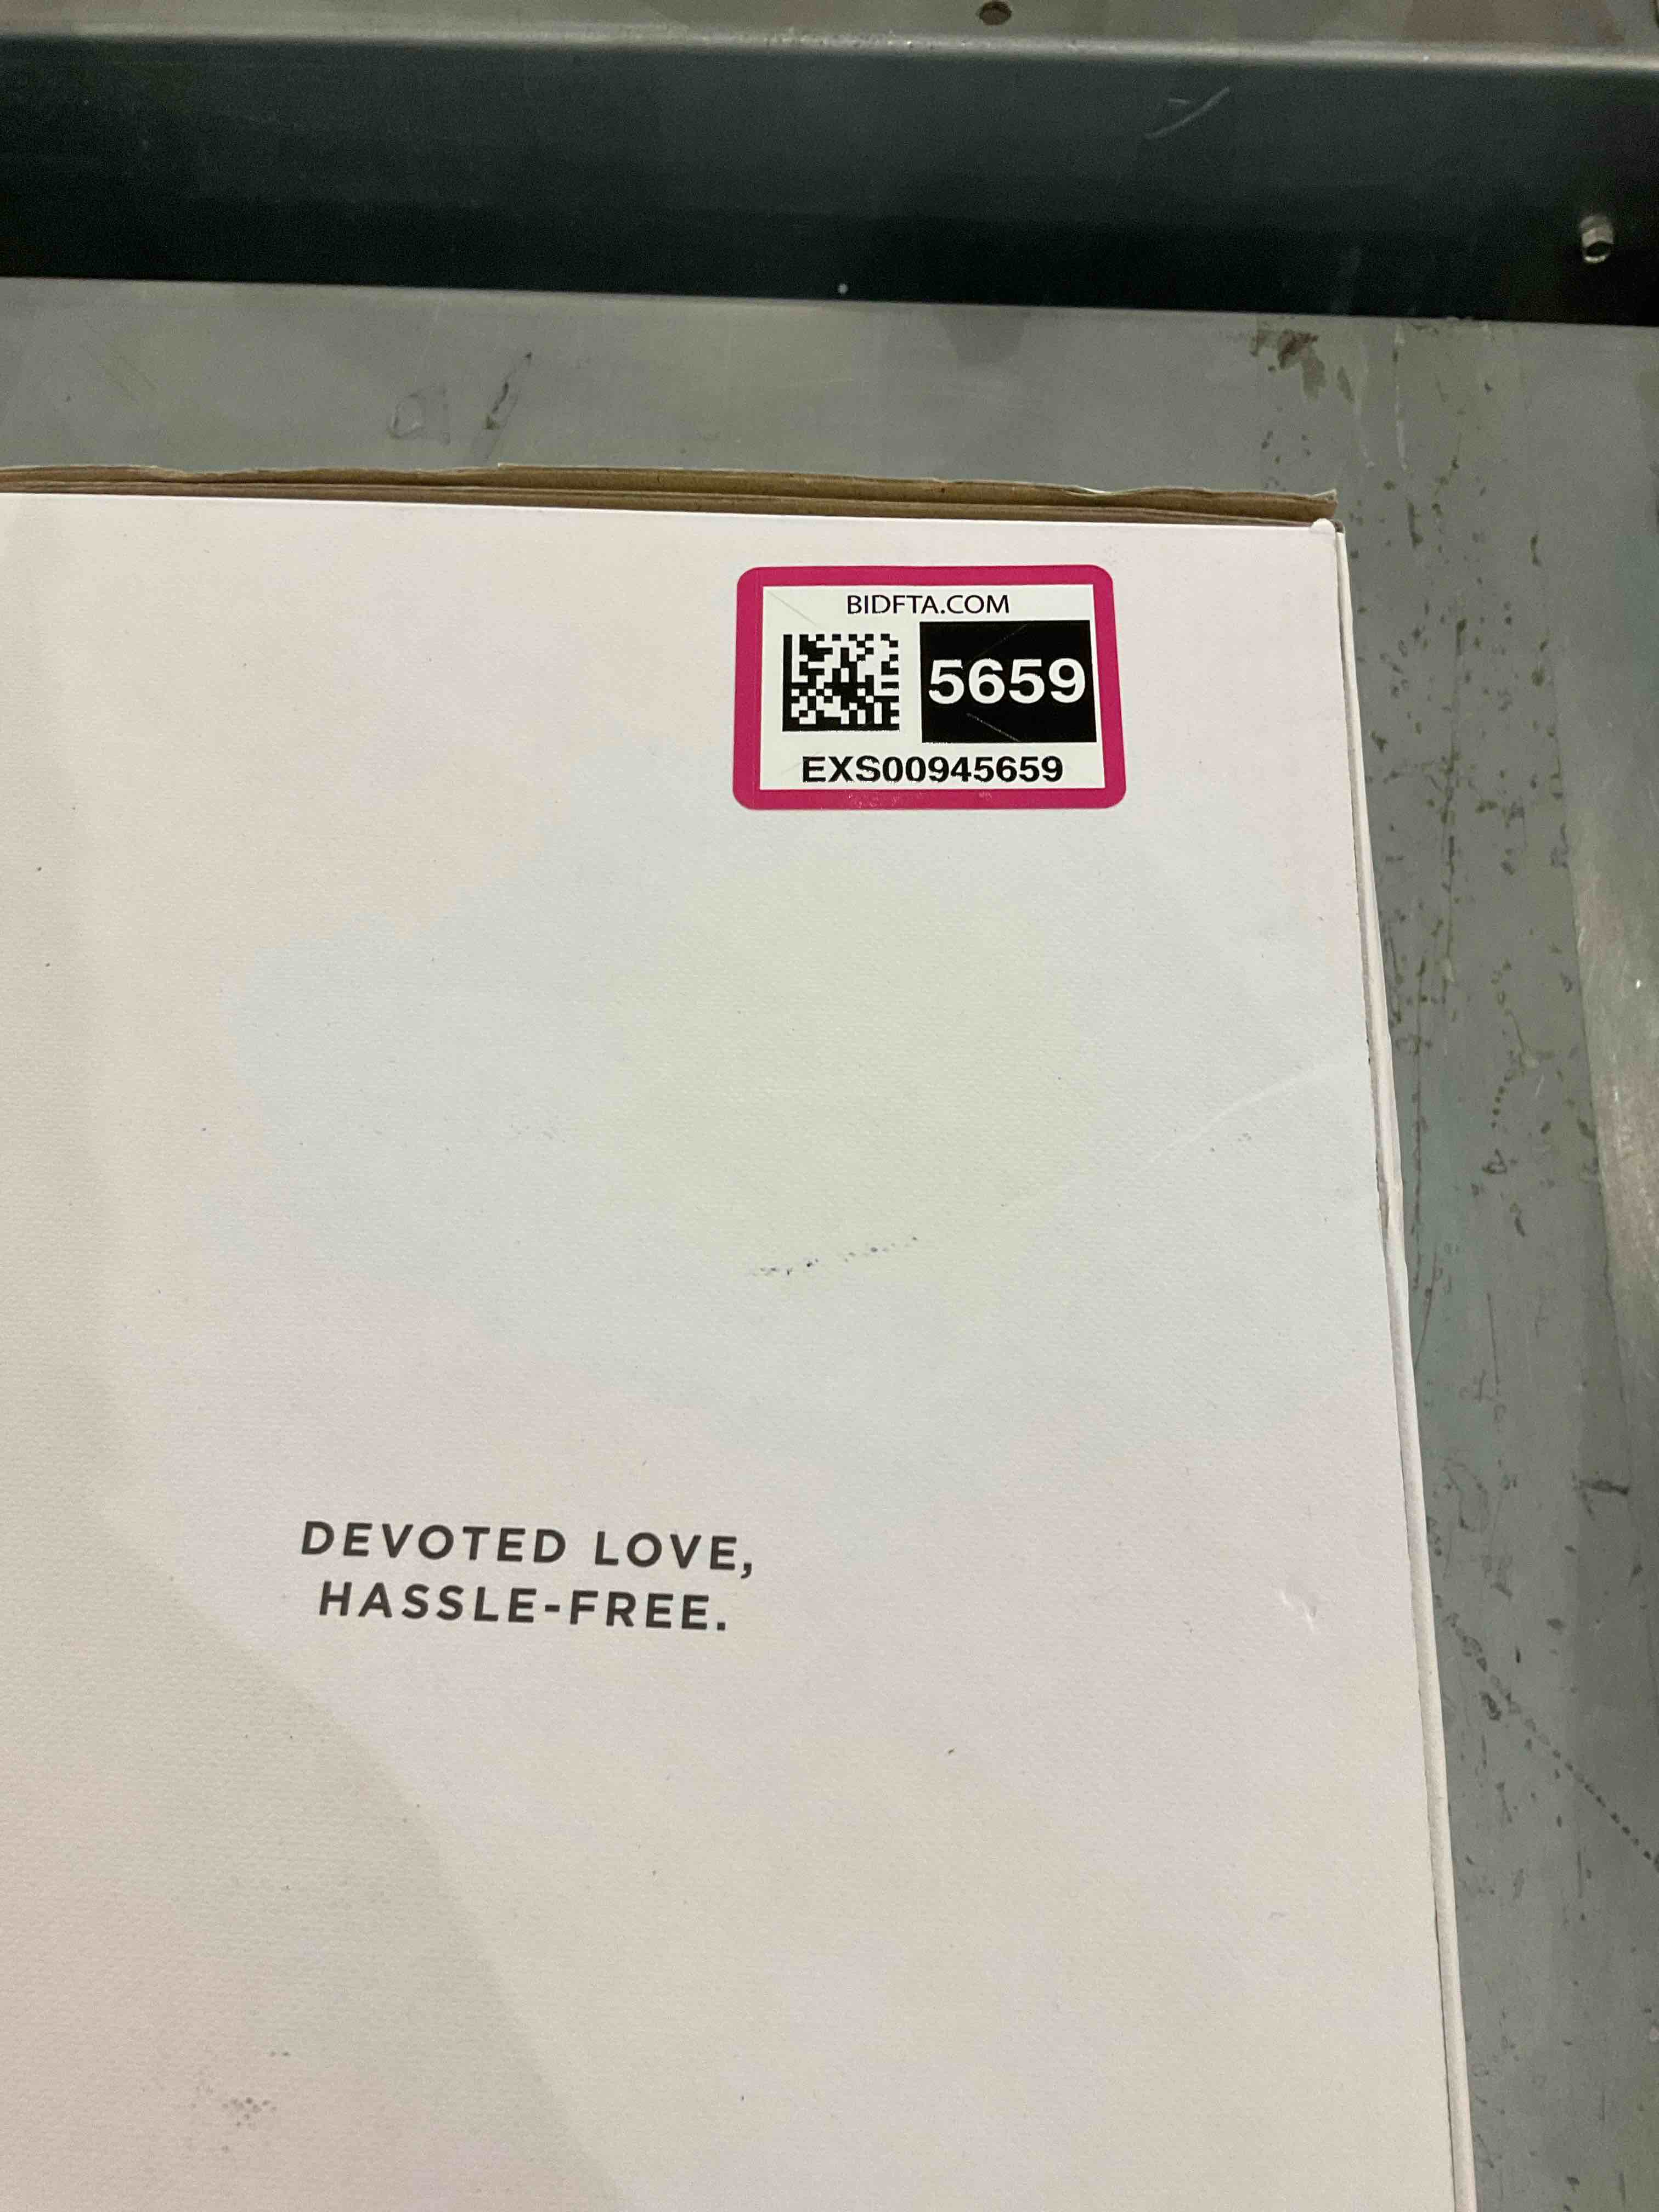 BIDFTA.COM
5659
EXS00945659
DEVOTED LOVE,
HASSLE-FREE.